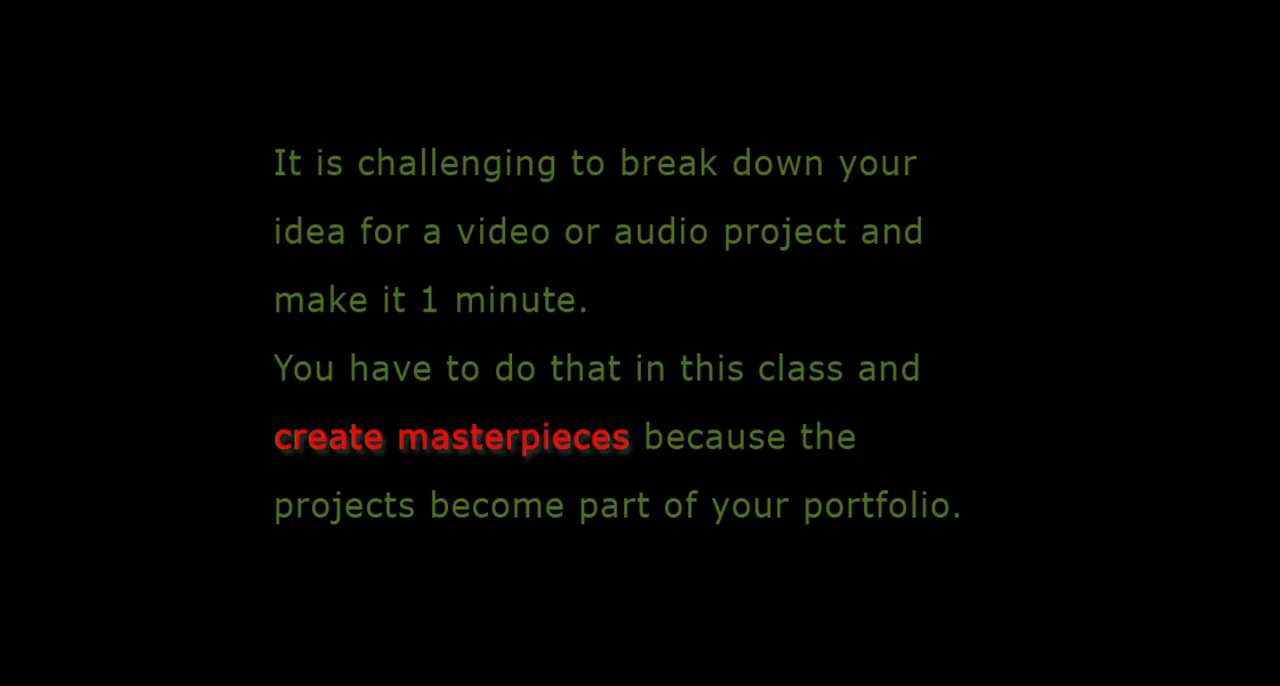 It is challenging to break down your
idea for a video or audio project and
make it 1 minute.
You have to do that in this class and
create masterpieces because the
projects become part of your portfolio.